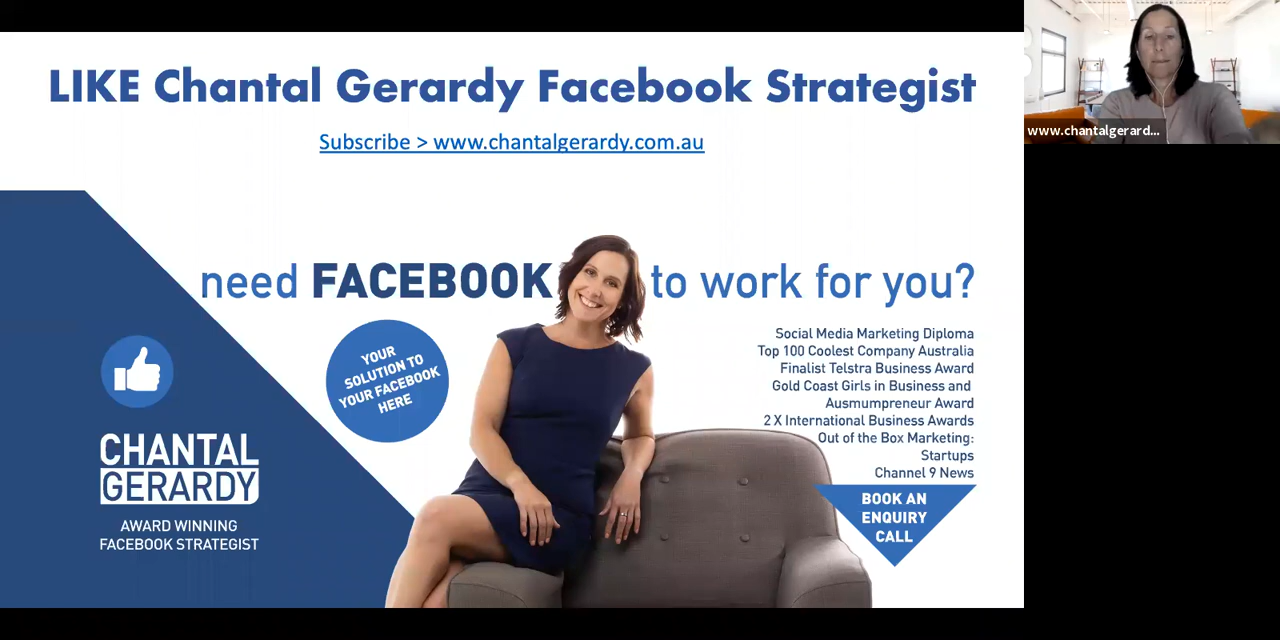 LIKE Chantal Gerardy Facebook Strategist
Subscribe > www.chantalgerardy.com.au
need FACEBOOK to work for you?
YOUR
SOLUTION TO
YOUR FACEBOOK
HERE
Social Media Marketing Diploma
Top 100 Coolest Company Australia
Finalist Telstra Business Award
Gold Coast Girls in Business and
Ausmumpreneur Award
2 X International Business Awards
Out of the Box Marketing:
Startups
Channel 9 News
BOOK AN
ENQUIRY
CALL
CHANTAL
GERARDY
AWARD WINNING
FACEBOOK STRATEGIST
www.chantalgerard...